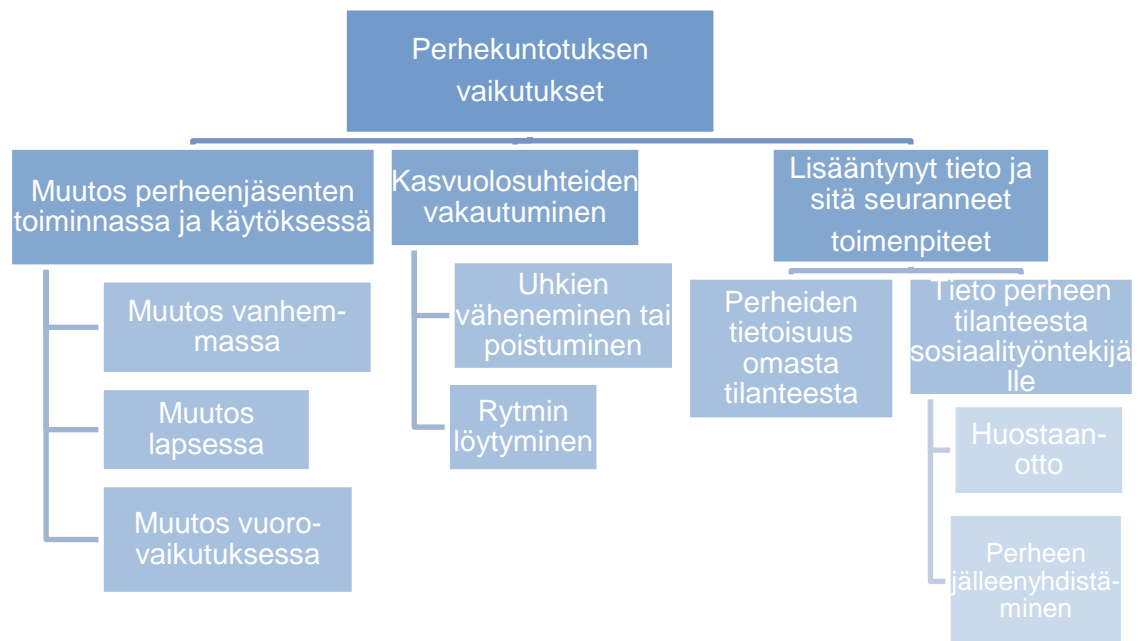 Perhekuntotuksen
vaikutukset
Muutos perheenjäsenten
toiminnassa ja käytöksessä
Muutos vanhem-
massa
Muutos
lapsessa
Muutos vuoro-
vaikutuksessa
Kasvuolosuhteiden
vakautuminen
Uhkien
väheneminen tai
poistuminen
Rytmin
löytyminen
Lisääntynyt tieto ja
sitä seuranneet
toimenpiteet
Perheiden
tietoisuus
omasta
tilanteesta
Tieto perheen
tilanteesta
sosiaalityöntekijä
lle
Huostaan-
otto
Perheen
jälleenyhdistä-
minen